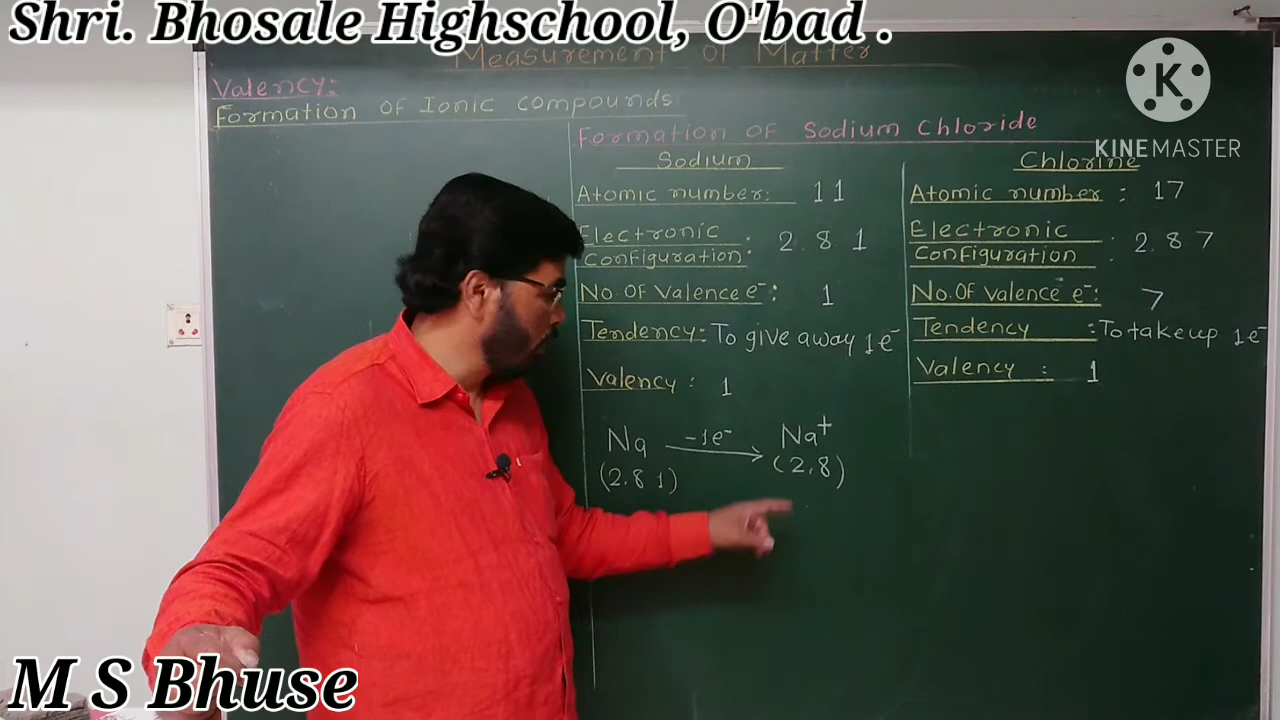 Shri. Bhosale Highschool, O'bad .
Measurement of Matter
KINEMASTER
Valency:
Formation of Ionic compounds
Formation of Sodium Chloride
Sodium
Atomic number: 11
Electronic
Configuration: 2.8 1
No. of Valence e⁻: 1
Tendency: To give away 1e⁻
Valency: 1
Na -1e⁻ Na⁺
(2.8 1) (2.8)
Chlorine
Atomic number : 17
Electronic
Configuration : 2.8 7
No. of valence e⁻: 7
Tendency : To take up 1e⁻
Valency : 1
M S Bhuse